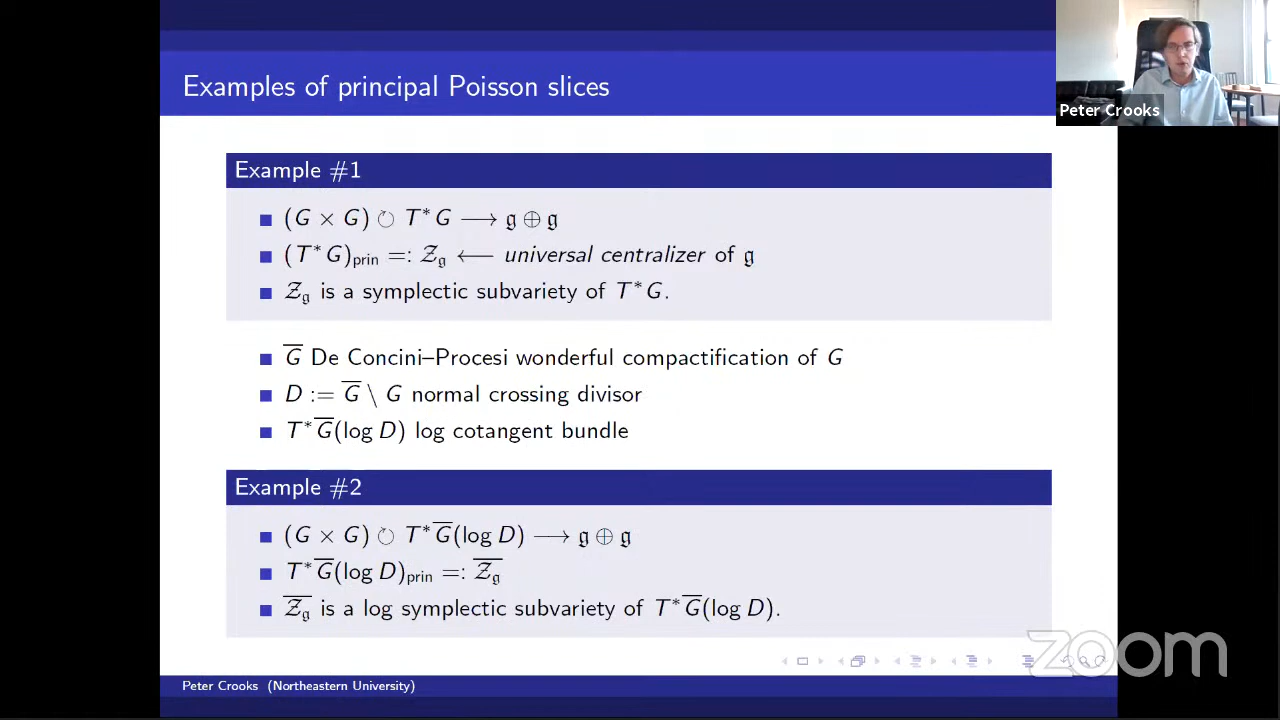 Examples of principal Poisson slices
Peter Crooks
Example #1
(G × G) ↻ T*G ⟶ 𝔤 ⊕ 𝔤
(T*G)prin =: 𝒵𝔤 ⟵ universal centralizer of 𝔤
𝒵𝔤 is a symplectic subvariety of T*G.
G̅ De Concini–Procesi wonderful compactification of G
D := G̅ \ G normal crossing divisor
T*G̅(log D) log cotangent bundle
Example #2
(G × G) ↻ T*G̅(log D) ⟶ 𝔤 ⊕ 𝔤
T*G̅(log D)prin =: 𝒵̅𝔤
𝒵̅𝔤 is a log symplectic subvariety of T*G̅(log D).
zoom
Peter Crooks (Northeastern University)